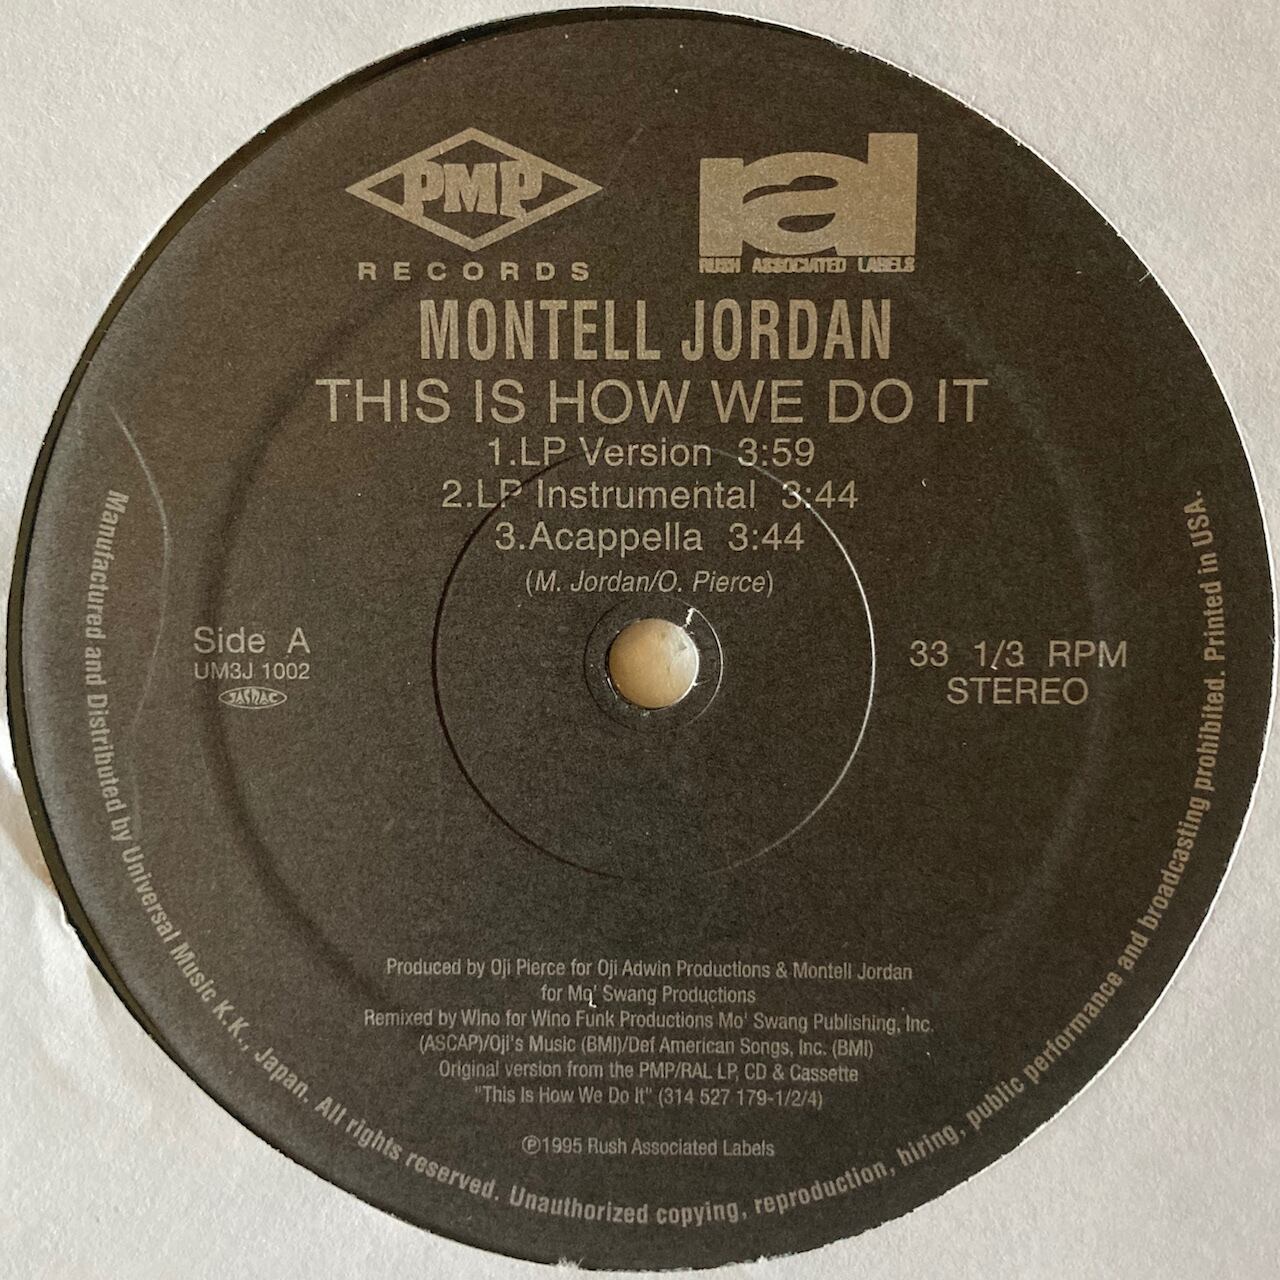 PMP
RECORDS
ral
RUSH ASSOCIATED LABELS
MONTELL JORDAN
THIS IS HOW WE DO IT
1.LP Version 3:59
2.LP Instrumental 3:44
3.Acappella 3:44
(M. Jordan/O. Pierce)
Side A
UM3J 1002
JASRAC
33 1/3 RPM
STEREO
Produced by Oji Pierce for Oji Adwin Productions & Montell Jordan
for Mo' Swang Productions
Remixed by Wino for Wino Funk Productions Mo' Swang Publishing, Inc.
(ASCAP)/Oji's Music (BMI)/Def American Songs, Inc. (BMI)
Original version from the PMP/RAL LP, CD & Cassette
"This Is How We Do It" (314 527 179-1/2/4)
℗1995 Rush Associated Labels
Manufactured and Distributed by Universal Music K.K., Japan. All rights reserved. Unauthorized copying, reproduction, hiring, public performance and broadcasting prohibited. Printed in USA.